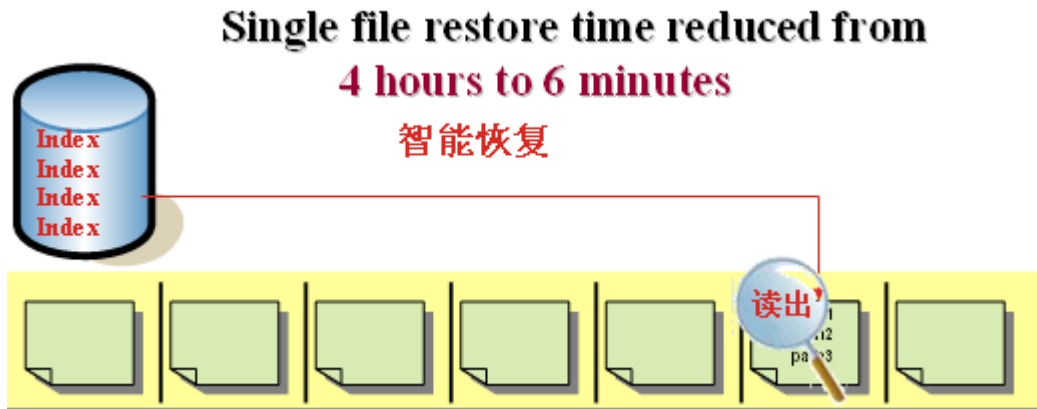 Single file restore time reduced from
4 hours to 6 minutes
智能恢复
Index
Index
Index
Index
读出